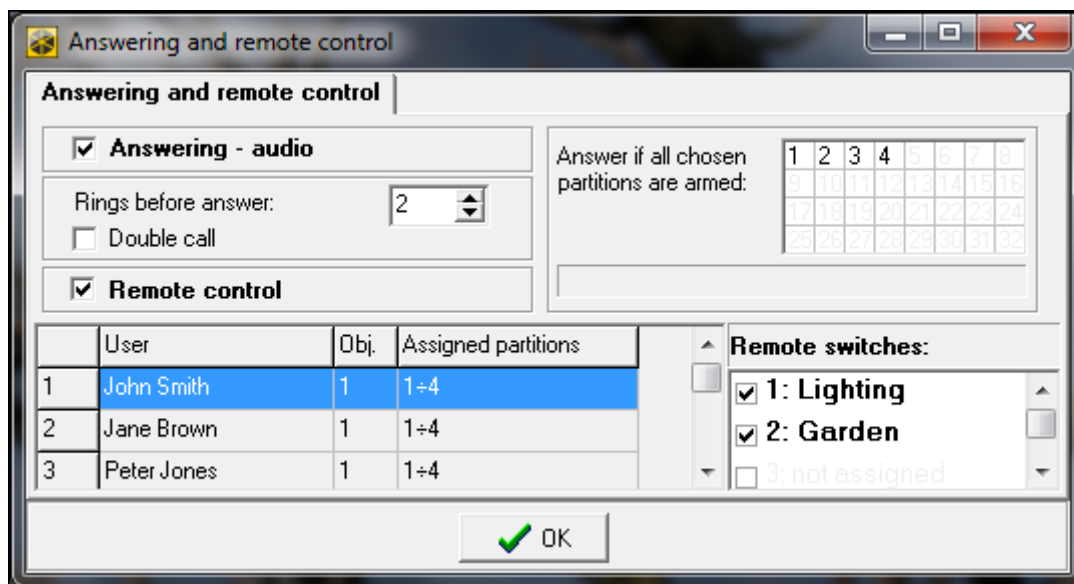 Answering and remote control
Answering and remote control
Answering - audio
Rings before answer: 2
Double call
Remote control
Answer if all chosen
partitions are armed:
1 2 3 4 5 6 7 8
9 10 11 12 13 14 15 16
17 18 19 20 21 22 23 24
25 26 27 28 29 30 31 32
User Obj. Assigned partitions
1 John Smith 1 1÷4
2 Jane Brown 1 1÷4
3 Peter Jones 1 1÷4
Remote switches:
1: Lighting
2: Garden
3: not assigned
OK